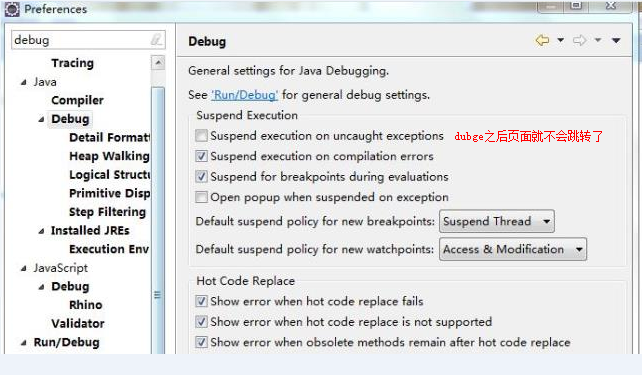 Preferences
debug
Tracing
Java
Compiler
Debug
Detail Formatt
Heap Walking
Logical Structu
Primitive Disp
Step Filtering
Installed JREs
Execution Env
JavaScript
Debug
Rhino
Validator
Run/Debug
Debug
General settings for Java Debugging.
See 'Run/Debug' for general debug settings.
Suspend Execution
Suspend execution on uncaught exceptions dubge之后页面就不会跳转了
Suspend execution on compilation errors
Suspend for breakpoints during evaluations
Open popup when suspended on exception
Default suspend policy for new breakpoints: Suspend Thread
Default suspend policy for new watchpoints: Access & Modification
Hot Code Replace
Show error when hot code replace fails
Show error when hot code replace is not supported
Show error when obsolete methods remain after hot code replace